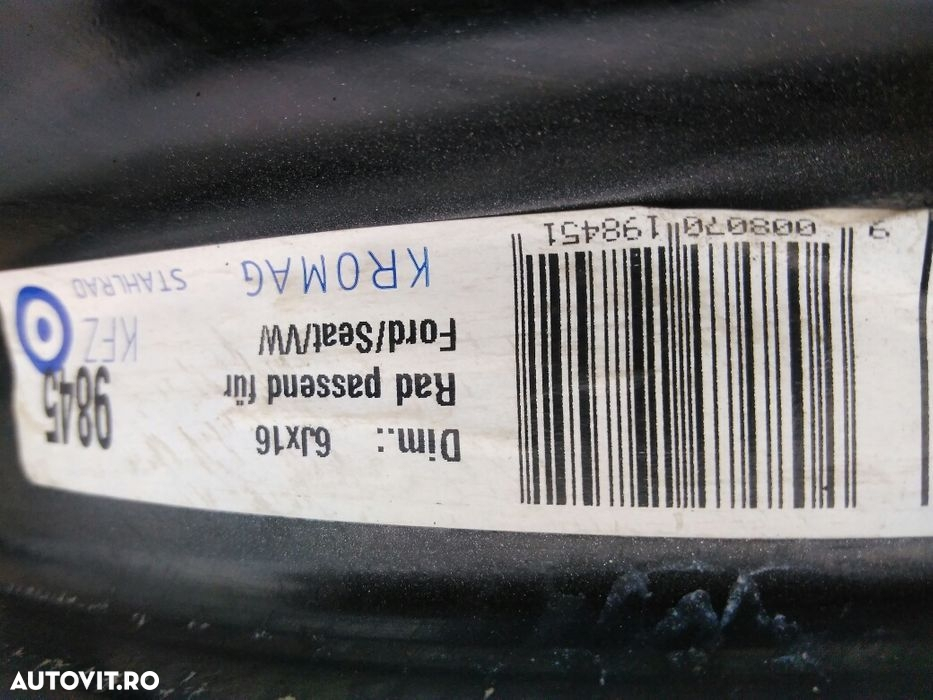 Dim.: 6Jx16
Rad passend für
Ford/Seat/VW
KROMAG
STAHLRAD
9845
KFZ
9 008070 198451
AUTOVIT.RO